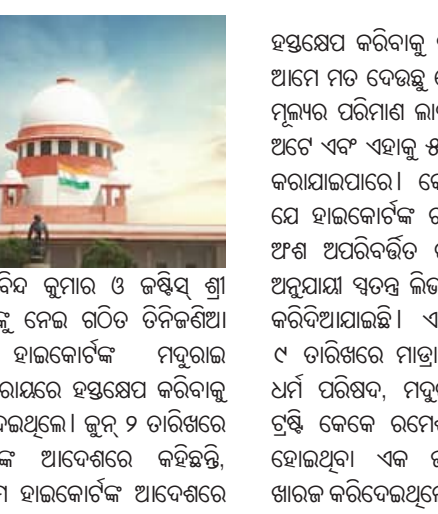 ବିନ୍ଦ କୁମାର ଓ ଜଷ୍ଟିସ୍ ଶ୍ରୀ
ଙ୍କୁ ନେଇ ଗଠିତ ତିନିଜଣିଆ
ହାଇକୋର୍ଟଙ୍କ ମଦୁରାଇ
ରାୟରେ ହସ୍ତକ୍ଷେପ କରିବାକୁ
ଦେଇଥିଲେ। ଜୁନ୍ ୨ ତାରିଖରେ
ଙ୍କ ଆଦେଶରେ କହିଛନ୍ତି,
ହାଇକୋର୍ଟଙ୍କ ଆଦେଶରେ
ହସ୍ତକ୍ଷେପ କରିବାକୁ
ଆମେ ମତ ଦେଉଛୁ
ମୂଲ୍ୟର ପରିମାଣ
ଅଟେ ଏବଂ ଏହାକୁ
କରାଯାଇପାରେ।
ଯେ ହାଇକୋର୍ଟଙ୍କ
ଅଂଶ ଅପରିବର୍ତ୍ତିତ
ଅନୁଯାୟୀ ସ୍ୱତନ୍ତ୍ର
କରିଦିଆଯାଇଛି। ଏ
୯ ତାରିଖରେ ମାଡ୍ରା
ଧର୍ମ ପରିଷଦ, ମଦୁ
ଟ୍ରଷ୍ଟି କେକେ ରମେ
ହୋଇଥିବା ଏକ
ଖାରଜ କରିଦେଇଥିଲେ